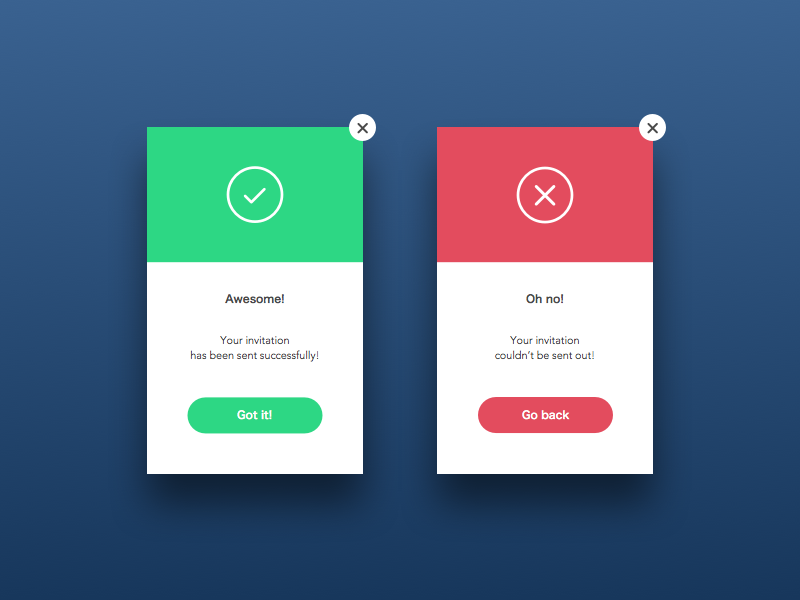 Awesome!
Your invitation
has been sent successfully!
Got it!
Oh no!
Your invitation
couldn’t be sent out!
Go back